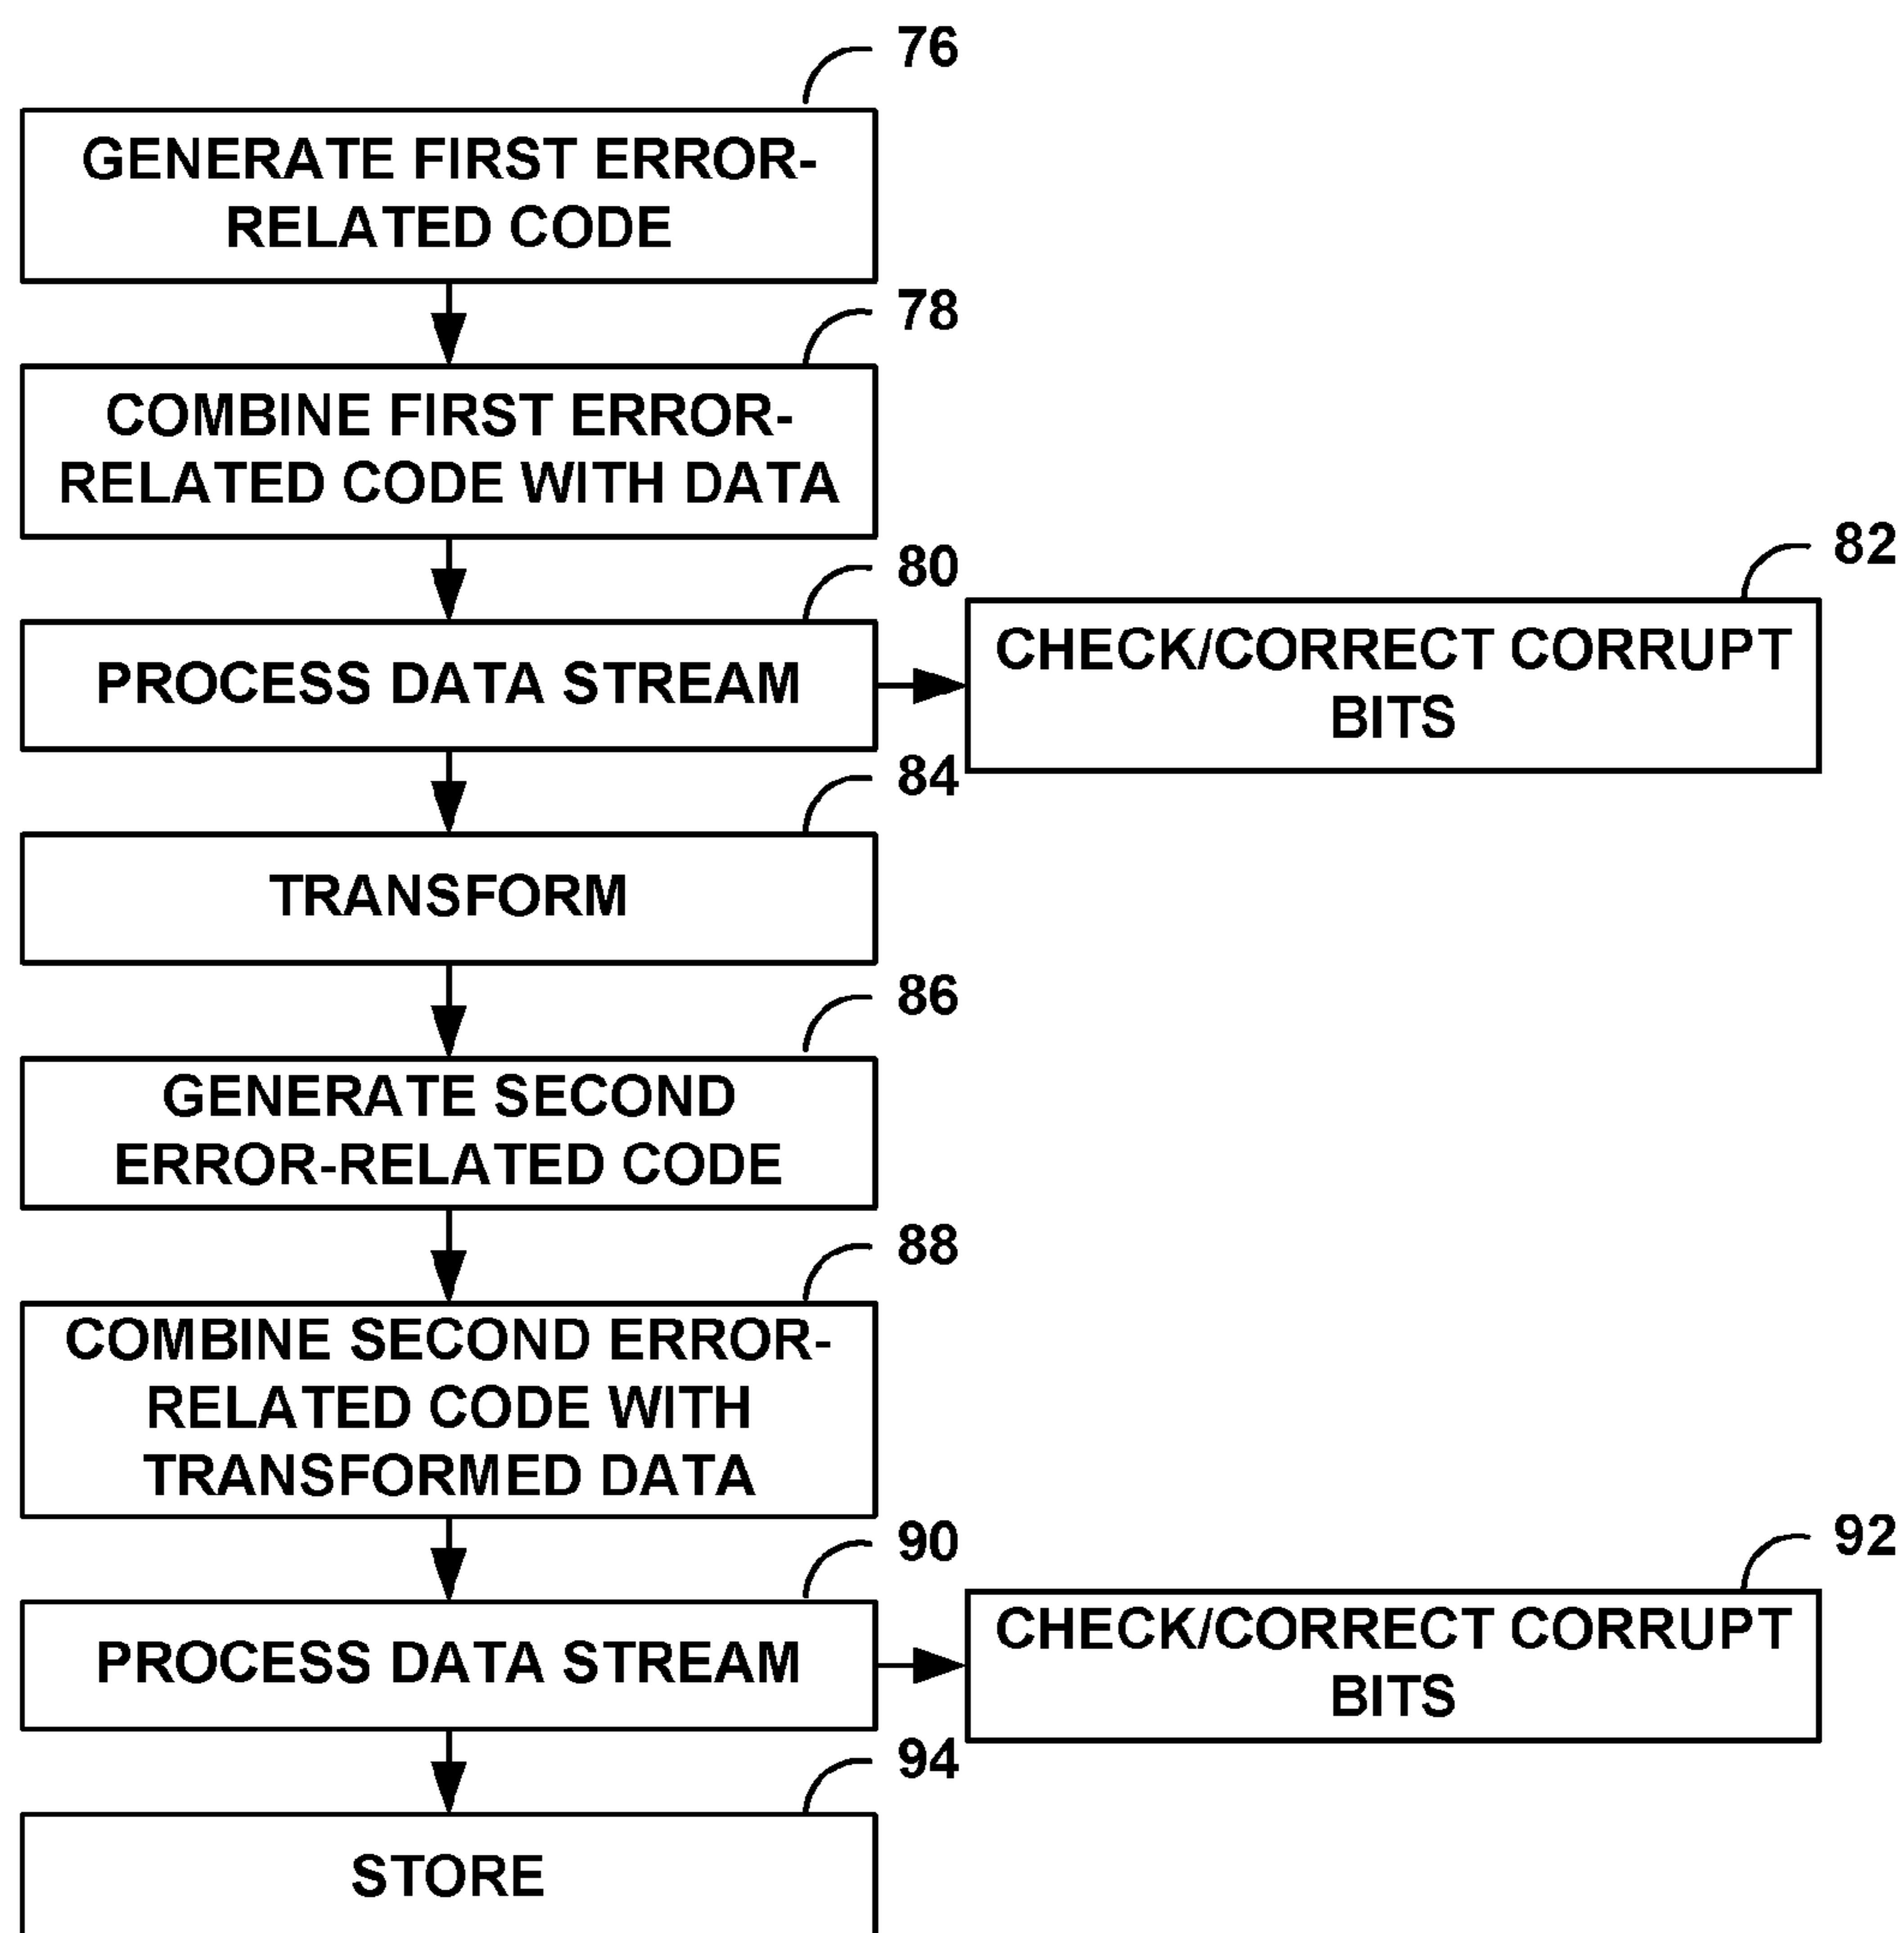 76
GENERATE FIRST ERROR-
RELATED CODE
78
COMBINE FIRST ERROR-
RELATED CODE WITH DATA
80
PROCESS DATA STREAM
82
CHECK/CORRECT CORRUPT
BITS
84
TRANSFORM
86
GENERATE SECOND
ERROR-RELATED CODE
88
COMBINE SECOND ERROR-
RELATED CODE WITH
TRANSFORMED DATA
90
PROCESS DATA STREAM
92
CHECK/CORRECT CORRUPT
BITS
94
STORE